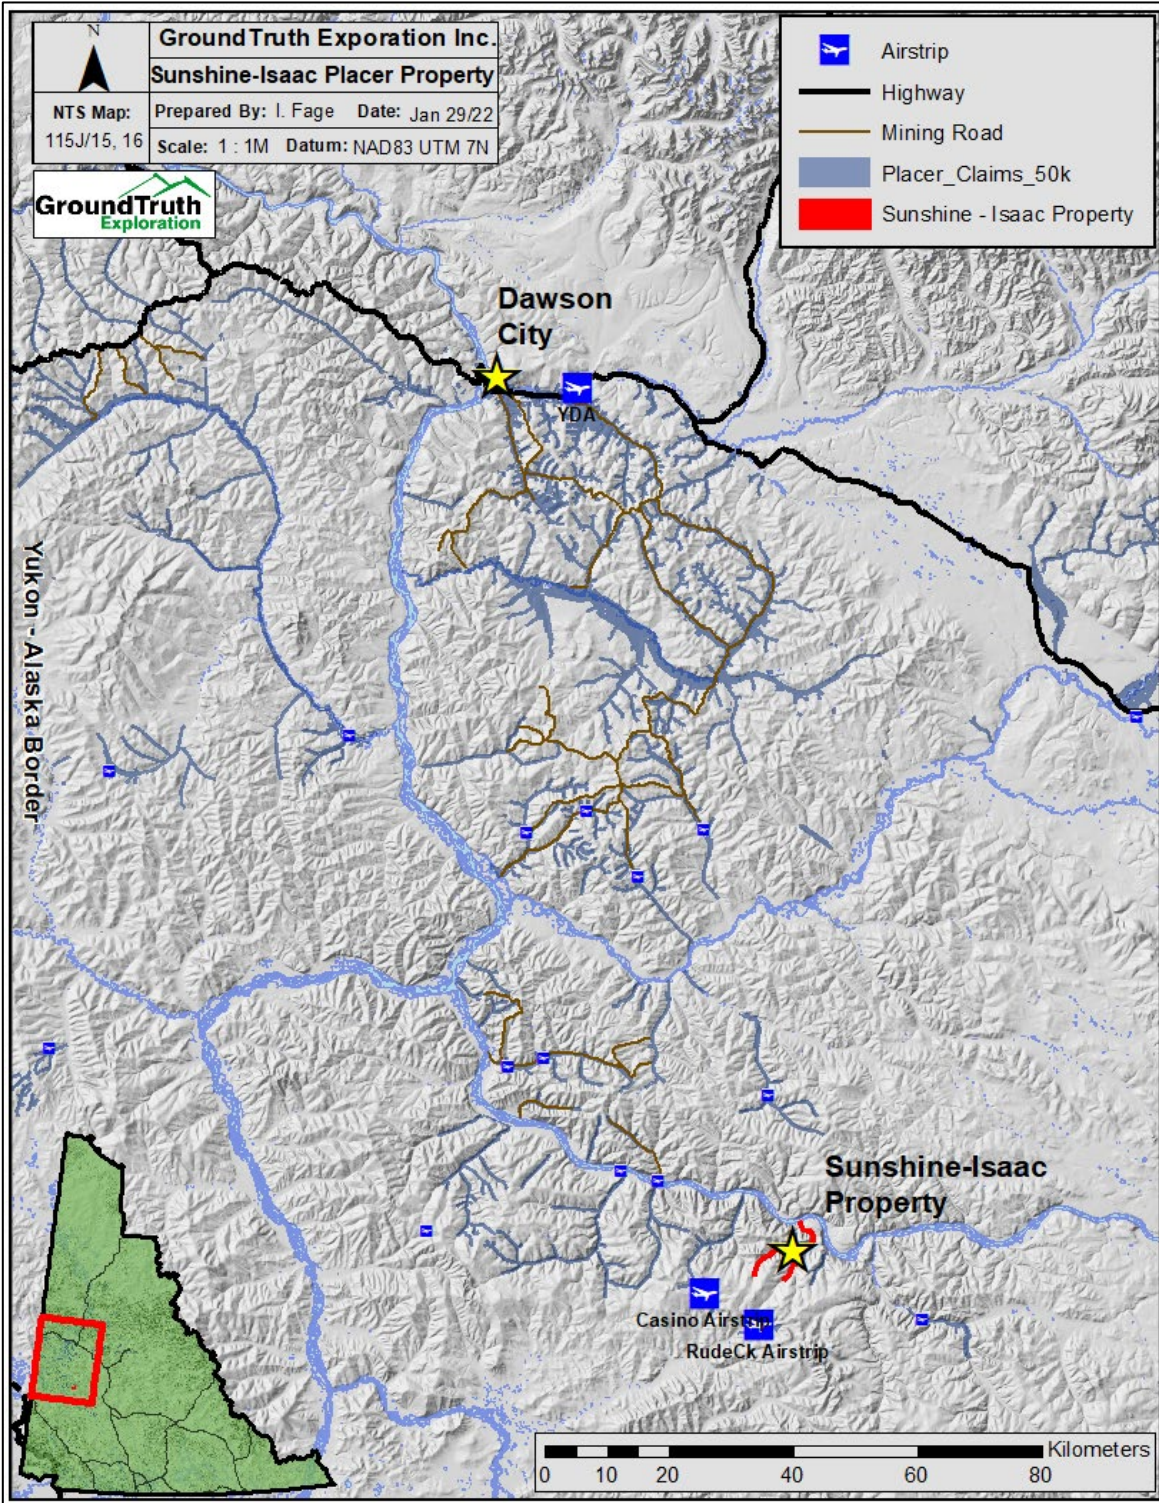 N
GroundTruth Exporation Inc.
Sunshine-Isaac Placer Property
NTS Map:
115J/15, 16
Prepared By: I. Fage Date: Jan 29/22
Scale: 1 : 1M Datum: NAD83 UTM 7N
GroundTruth
Exploration
Airstrip
Highway
Mining Road
Placer_Claims_50k
Sunshine - Isaac Property
Dawson
City
YDA
Yukon - Alaska Border
Sunshine-Isaac
Property
Casino Airstrip
RudeCk Airstrip
Kilometers
0 10 20 40 60 80